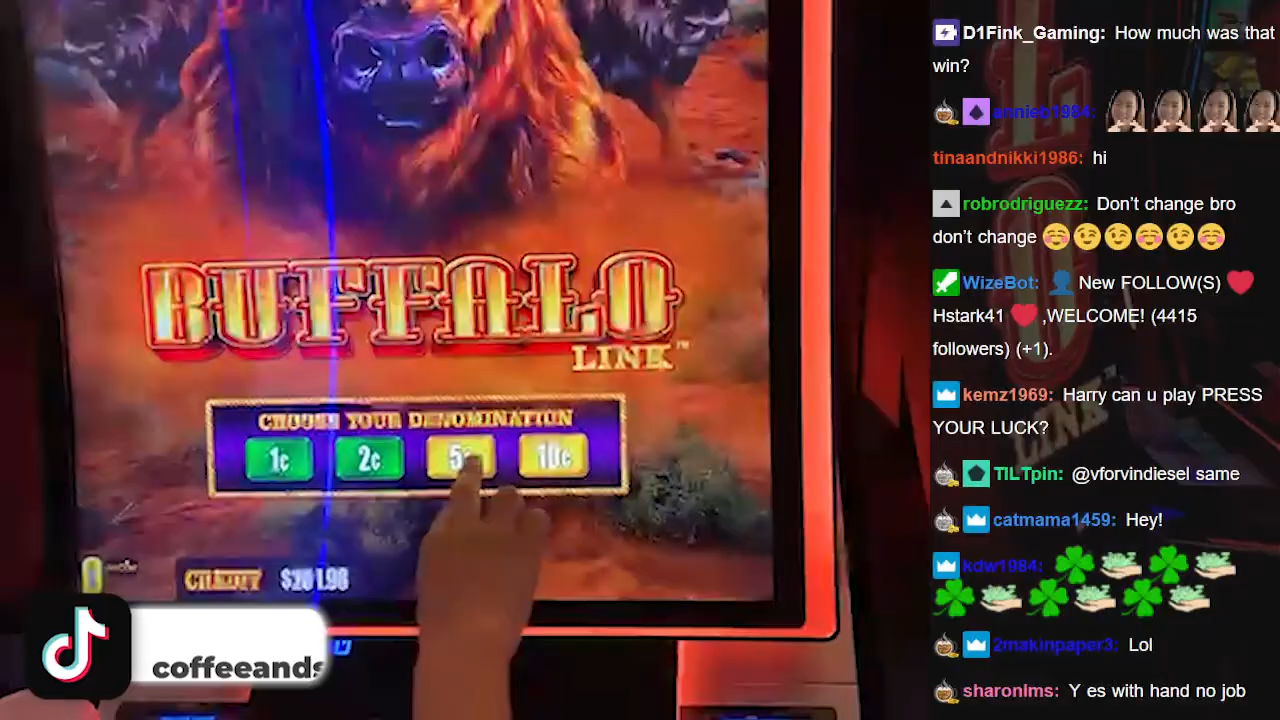 BUFFALO
LINK™
CHOOSE YOUR DENOMINATION
1¢
2¢
5¢
10¢
CREDIT
coffeeands
D1Fink_Gaming: How much was that
win?
annieb1984:
tinaandnikki1986: hi
robrodriguezz: Don't change bro
don't change
WizeBot: New FOLLOW(S)
Hstark41 ,WELCOME! (4415
followers) (+1).
kemz1969: Harry can u play PRESS
YOUR LUCK?
TILTpin: @vforvindiesel same
catmama1459: Hey!
kdw1984:
2makinpaper3: Lol
sharonlms: Y es with hand no job
LINK